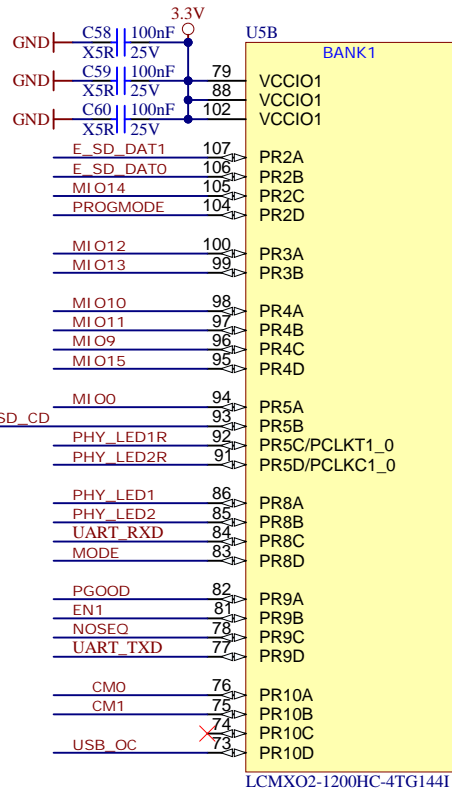 3.3V
C58 100nF U5B
GND X5R 25V BANK1
C59 100nF 79 VCCIO1
GND X5R 25V 88 VCCIO1
C60 100nF 102 VCCIO1
GND X5R 25V
E_SD_DAT1 107 PR2A
E_SD_DAT0 106 PR2B
MIO14 105 PR2C
PROGMODE 104 PR2D
MIO12 100 PR3A
MIO13 99 PR3B
MIO10 98 PR4A
MIO11 97 PR4B
MIO9 96 PR4C
MIO15 95 PR4D
MIO0 94 PR5A
SD_CD 93 PR5B
PHY_LED1R 92 PR5C/PCLKT1_0
PHY_LED2R 91 PR5D/PCLKC1_0
PHY_LED1 86 PR8A
PHY_LED2 85 PR8B
UART_RXD 84 PR8C
MODE 83 PR8D
PGOOD 82 PR9A
EN1 81 PR9B
NOSEQ 78 PR9C
UART_TXD 77 PR9D
CM0 76 PR10A
CM1 75 PR10B
74 PR10C
USB_OC 73 PR10D
LCMXO2-1200HC-4TG144I